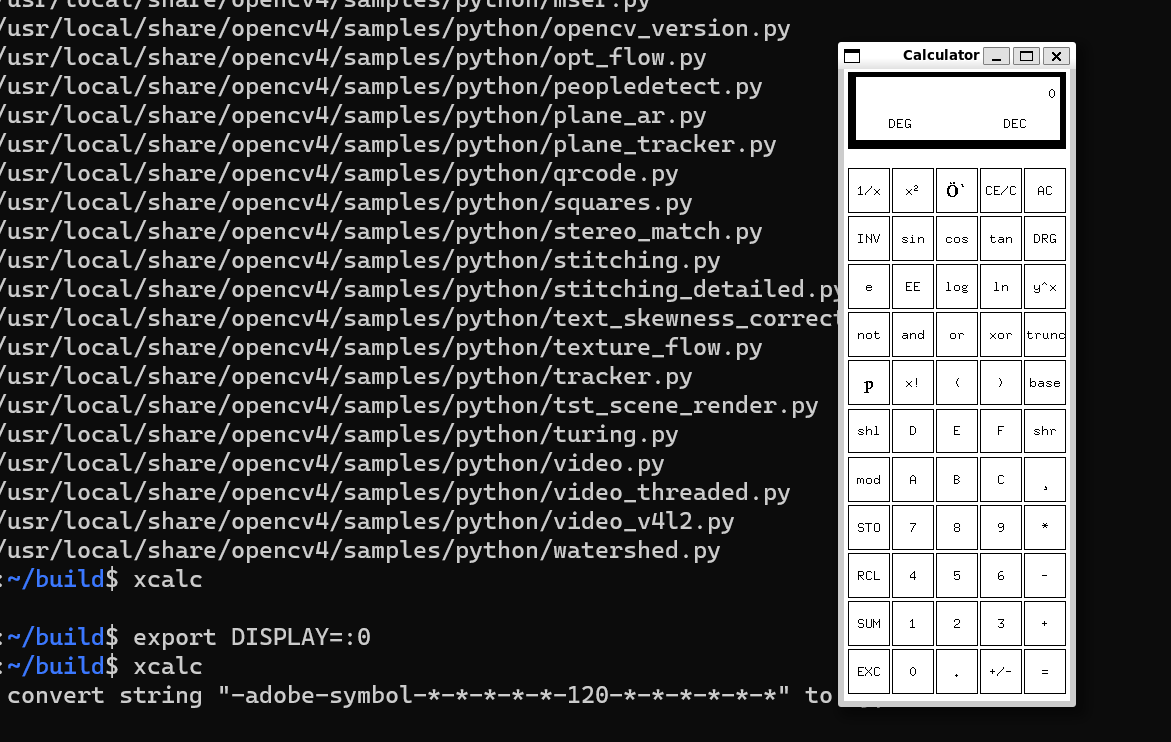 /usr/local/share/opencv4/samples/python/mser.py
/usr/local/share/opencv4/samples/python/opencv_version.py
/usr/local/share/opencv4/samples/python/opt_flow.py
/usr/local/share/opencv4/samples/python/peopledetect.py
/usr/local/share/opencv4/samples/python/plane_ar.py
/usr/local/share/opencv4/samples/python/plane_tracker.py
/usr/local/share/opencv4/samples/python/qrcode.py
/usr/local/share/opencv4/samples/python/squares.py
/usr/local/share/opencv4/samples/python/stereo_match.py
/usr/local/share/opencv4/samples/python/stitching.py
/usr/local/share/opencv4/samples/python/stitching_detailed.py
/usr/local/share/opencv4/samples/python/text_skewness_correct
/usr/local/share/opencv4/samples/python/texture_flow.py
/usr/local/share/opencv4/samples/python/tracker.py
/usr/local/share/opencv4/samples/python/tst_scene_render.py
/usr/local/share/opencv4/samples/python/turing.py
/usr/local/share/opencv4/samples/python/video.py
/usr/local/share/opencv4/samples/python/video_threaded.py
/usr/local/share/opencv4/samples/python/video_v4l2.py
/usr/local/share/opencv4/samples/python/watershed.py
:~/build$ xcalc
:~/build$ export DISPLAY=:0
:~/build$ xcalc
convert string "-adobe-symbol-*-*-*-*-*-120-*-*-*-*-*-*" to
Calculator
0
DEG DEC
1/x x² Ö` CE/C AC
INV sin cos tan DRG
e EE log ln y^x
not and or xor trunc
p x! ( ) base
shl D E F shr
mod A B C ¸
STO 7 8 9 *
RCL 4 5 6 -
SUM 1 2 3 +
EXC 0 . +/- =